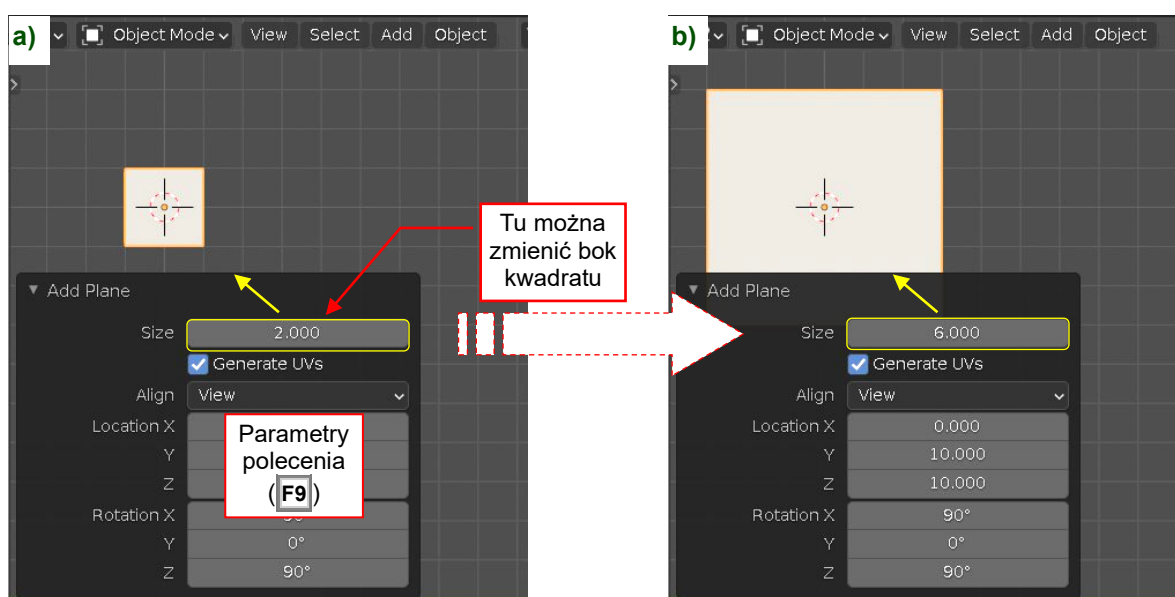 a)
Object Mode View Select Add Object
Add Plane
Size 2.000
Generate UVs
Align View
Location X
Y
Z
Rotation X
Y 0°
Z 90°
Tu można
zmienić bok
kwadratu
Parametry
polecenia
(F9)
b)
Object Mode View Select Add Object
Add Plane
Size 6.000
Generate UVs
Align View
Location X 0.000
Y 10.000
Z 10.000
Rotation X 90°
Y 0°
Z 90°